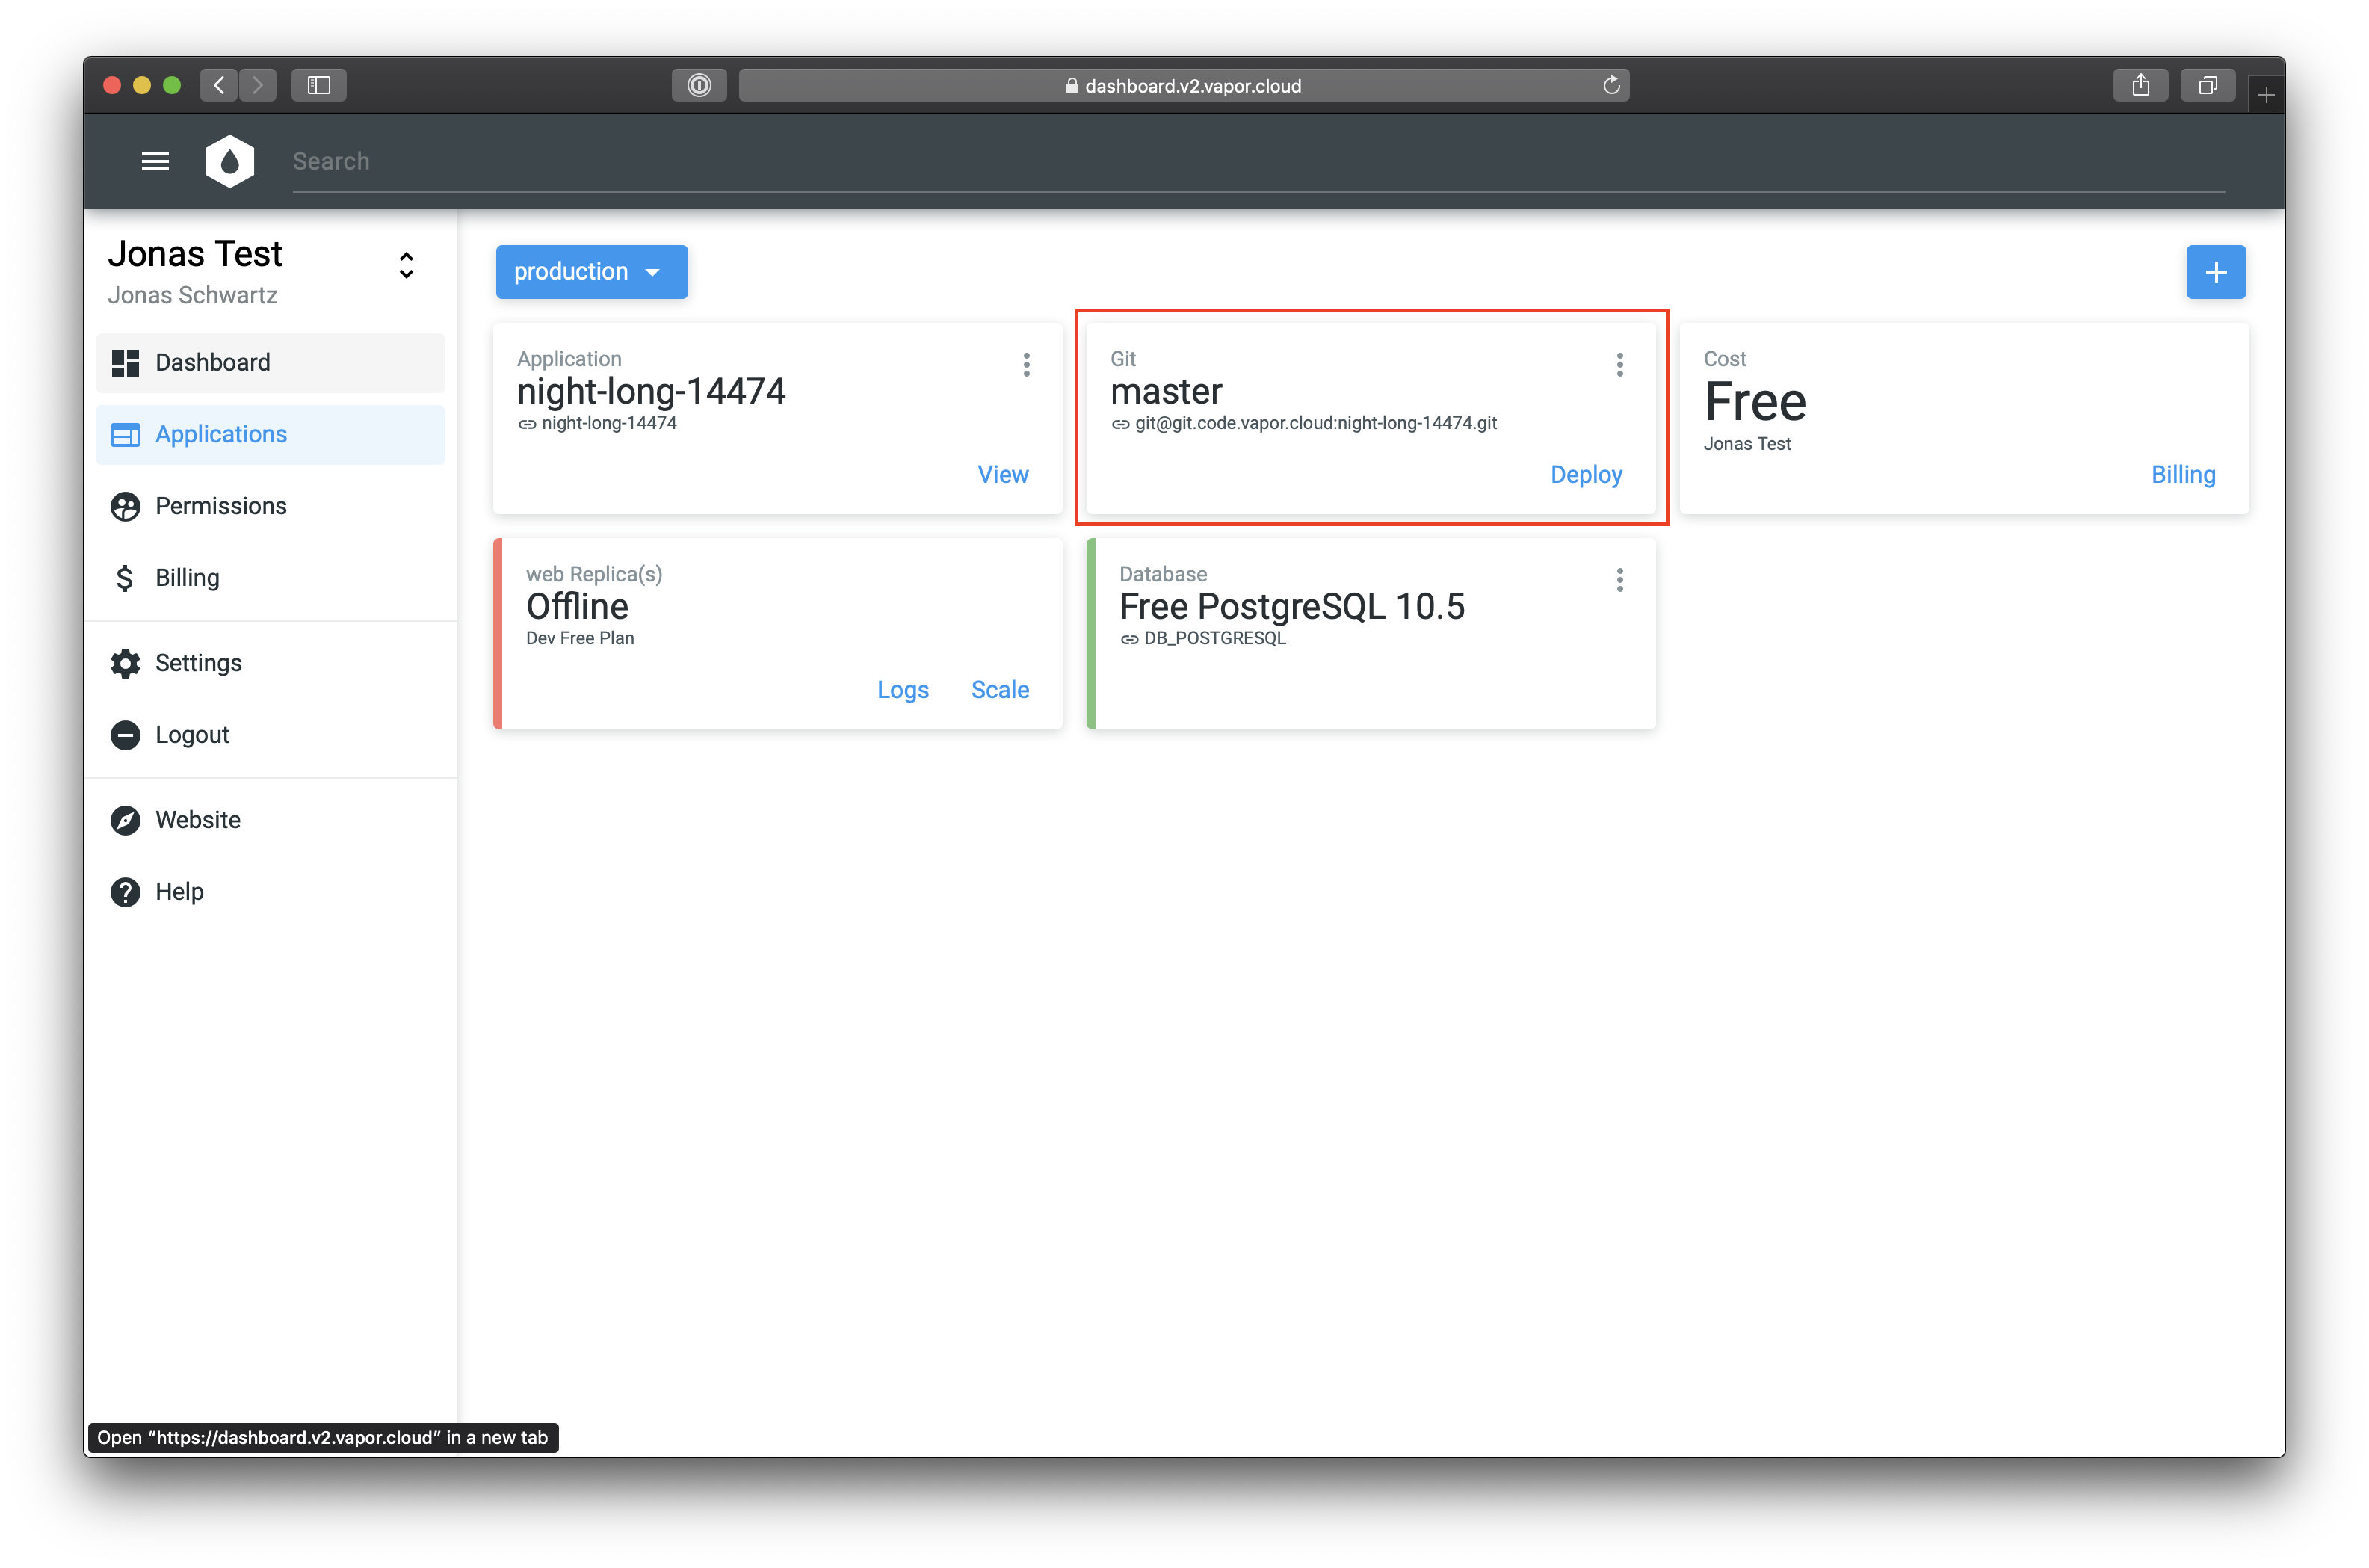 dashboard.v2.vapor.cloud
Search
Jonas Test
Jonas Schwartz
Dashboard
Applications
Permissions
Billing
Settings
Logout
Website
Help
production
Application
night-long-14474
night-long-14474
View
Git
master
git@git.code.vapor.cloud:night-long-14474.git
Deploy
Cost
Free
Jonas Test
Billing
web Replica(s)
Offline
Dev Free Plan
Logs Scale
Database
Free PostgreSQL 10.5
DB_POSTGRESQL
Open “https://dashboard.v2.vapor.cloud” in a new tab